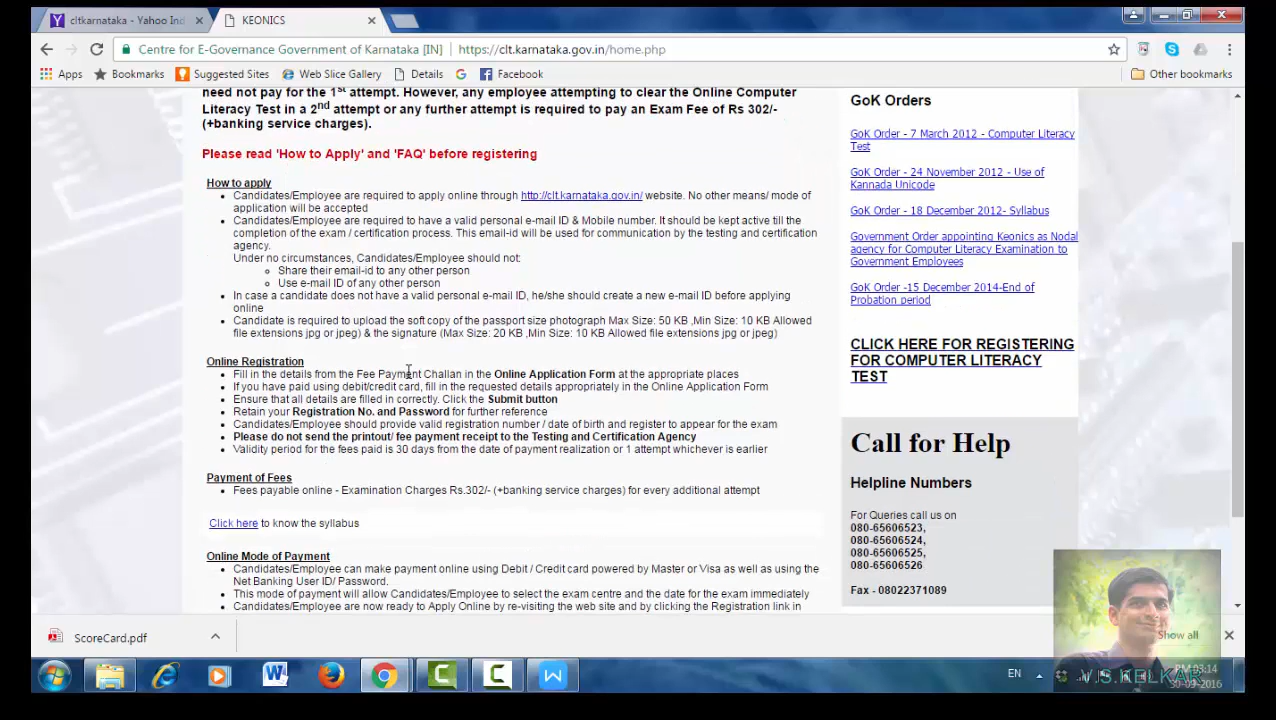 cltkarnataka - Yahoo Ind
KEONICS
Centre for E-Governance Government of Karnataka [IN]
https://clt.karnataka.gov.in/home.php
Apps
Bookmarks
Suggested Sites
Web Slice Gallery
Details
Facebook
Other bookmarks
need not pay for the 1st attempt. However, any employee attempting to clear the Online Computer
Literacy Test in a 2nd attempt or any further attempt is required to pay an Exam Fee of Rs 302/-
(+banking service charges).
Please read 'How to Apply' and 'FAQ' before registering
How to apply
Candidates/Employee are required to apply online through http://clt.karnataka.gov.in/ website. No other means/ mode of
application will be accepted
Candidates/Employee are required to have a valid personal e-mail ID & Mobile number. It should be kept active till the
completion of the exam / certification process. This email-id will be used for communication by the testing and certification
agency.
Under no circumstances, Candidates/Employee should not:
Share their email-id to any other person
Use e-mail ID of any other person
In case a candidate does not have a valid personal e-mail ID, he/she should create a new e-mail ID before applying
online
Candidate is required to upload the soft copy of the passport size photograph Max Size: 50 KB ,Min Size: 10 KB Allowed
file extensions jpg or jpeg) & the signature (Max Size: 20 KB ,Min Size: 10 KB Allowed file extensions jpg or jpeg)
Online Registration
Fill in the details from the Fee Payment Challan in the Online Application Form at the appropriate places
If you have paid using debit/credit card, fill in the requested details appropriately in the Online Application Form
Ensure that all details are filled in correctly. Click the Submit button
Retain your Registration No. and Password for further reference
Candidates/Employee should provide valid registration number / date of birth and register to appear for the exam
Please do not send the printout/ fee payment receipt to the Testing and Certification Agency
Validity period for the fees paid is 30 days from the date of payment realization or 1 attempt whichever is earlier
Payment of Fees
Fees payable online - Examination Charges Rs.302/- (+banking service charges) for every additional attempt
Click here to know the syllabus
Online Mode of Payment
Candidates/Employee can make payment online using Debit / Credit card powered by Master or Visa as well as using the
Net Banking User ID/ Password.
This mode of payment will allow Candidates/Employee to select the exam centre and the date for the exam immediately
Candidates/Employee are now ready to Apply Online by re-visiting the web site and by clicking the Registration link in
GoK Orders
GoK Order - 7 March 2012 - Computer Literacy
Test
GoK Order - 24 November 2012 - Use of
Kannada Unicode
GoK Order - 18 December 2012- Syllabus
Government Order appointing Keonics as Nodal
agency for Computer Literacy Examination to
Government Employees
GoK Order -15 December 2014-End of
Probation period
CLICK HERE FOR REGISTERING
FOR COMPUTER LITERACY
TEST
Call for Help
Helpline Numbers
For Queries call us on
080-65606523,
080-65606524,
080-65606525,
080-65606526
Fax - 08022371089
ScoreCard.pdf
Show all
EN
PM 03:14
30-09-2016
V.S.KELKAR